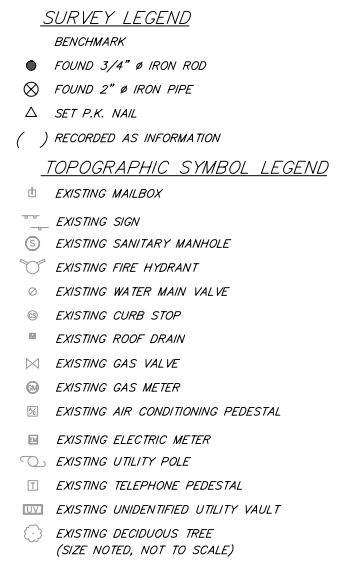 SURVEY LEGEND
BENCHMARK
FOUND 3/4" Ø IRON ROD
FOUND 2" Ø IRON PIPE
SET P.K. NAIL
( ) RECORDED AS INFORMATION
TOPOGRAPHIC SYMBOL LEGEND
EXISTING MAILBOX
EXISTING SIGN
S EXISTING SANITARY MANHOLE
EXISTING FIRE HYDRANT
EXISTING WATER MAIN VALVE
CS EXISTING CURB STOP
EXISTING ROOF DRAIN
EXISTING GAS VALVE
GM EXISTING GAS METER
A/C EXISTING AIR CONDITIONING PEDESTAL
EM EXISTING ELECTRIC METER
EXISTING UTILITY POLE
T EXISTING TELEPHONE PEDESTAL
UV EXISTING UNIDENTIFIED UTILITY VAULT
EXISTING DECIDUOUS TREE
(SIZE NOTED, NOT TO SCALE)